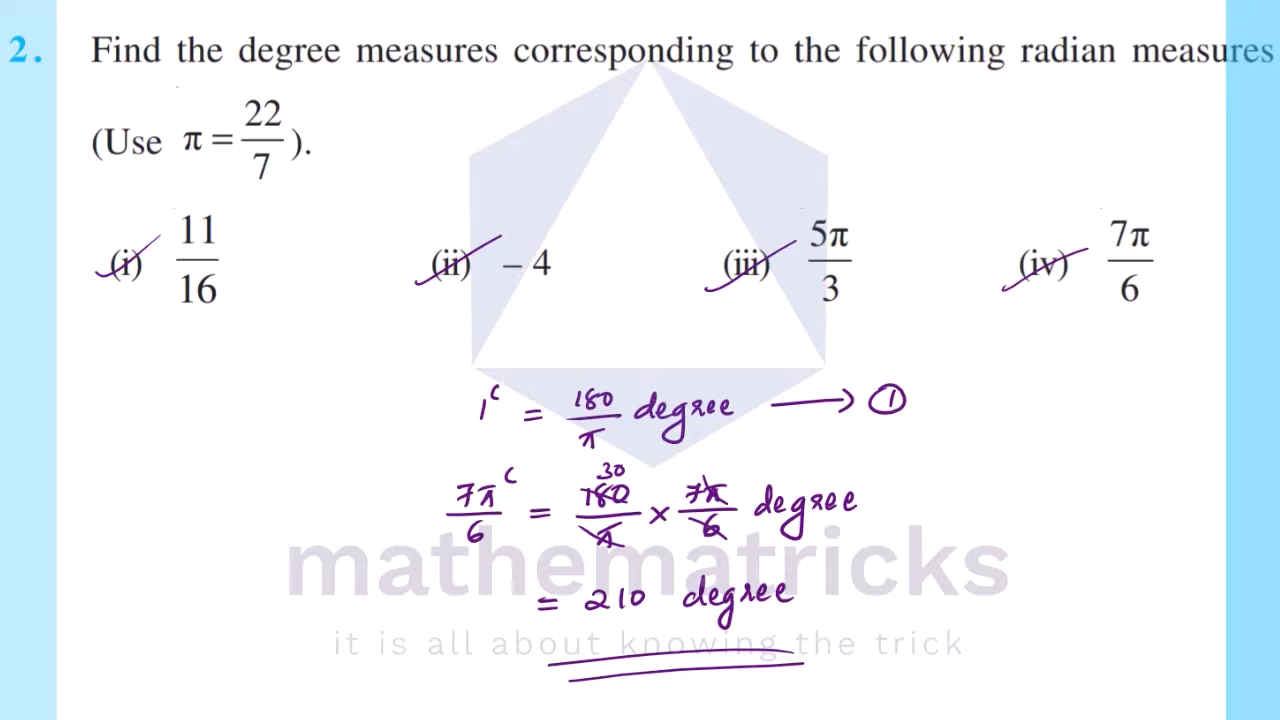 2. Find the degree measures corresponding to the following radian measures
(Use π = 22/7 ).
(i) 11/16 (ii) – 4 (iii) 5π/3 (iv) 7π/6
1ᶜ = 180/π degree ⟶ ①
7π/6 ᶜ = 180/π × 7π/6 degree
30
= 210 degree
mathematricks
it is all about knowing the trick